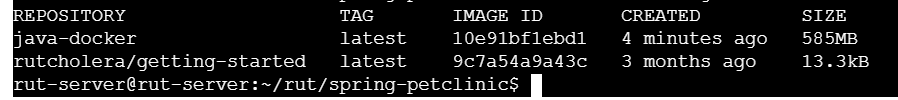 REPOSITORY TAG IMAGE ID CREATED SIZE
java-docker latest 10e91bf1ebd1 4 minutes ago 585MB
rutcholera/getting-started latest 9c7a54a9a43c 3 months ago 13.3kB
rut-server@rut-server:~/rut/spring-petclinic$